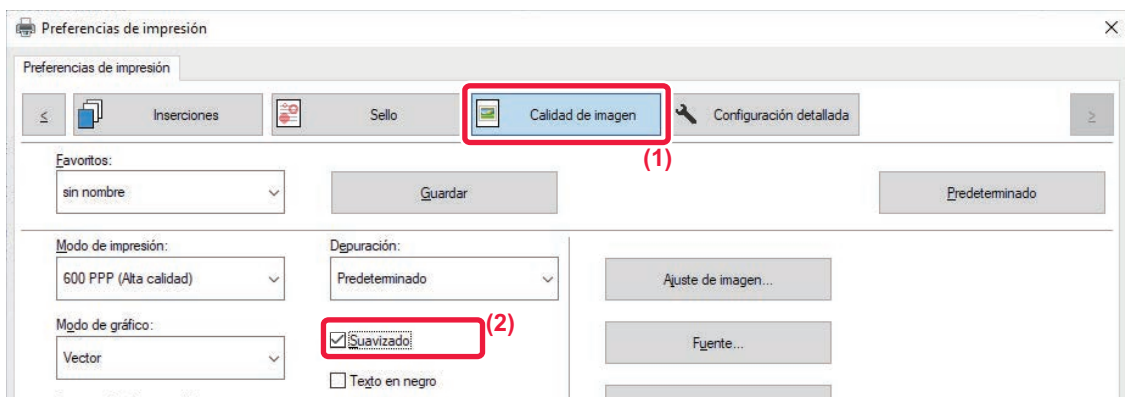 Preferencias de impresión
Preferencias de impresión
< Inserciones Sello Calidad de imagen Configuración detallada >
(1)
Favoritos:
sin nombre Guardar Predeterminado
Modo de impresión: Depuración:
600 PPP (Alta calidad) Predeterminado Ajuste de imagen...
Modo de gráfico: (2)
Suavizado Fuente...
Vector
Texto en negro